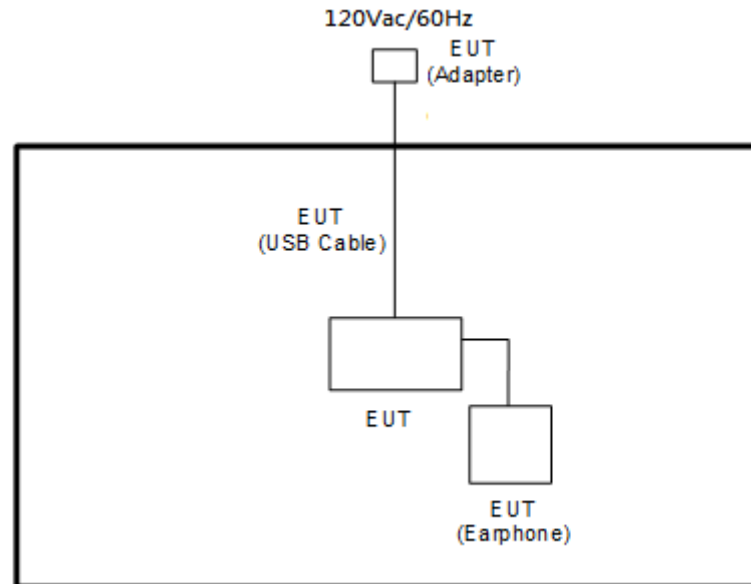 120Vac/60Hz
EUT
(Adapter)
EUT
(USB Cable)
EUT
EUT
(Earphone)